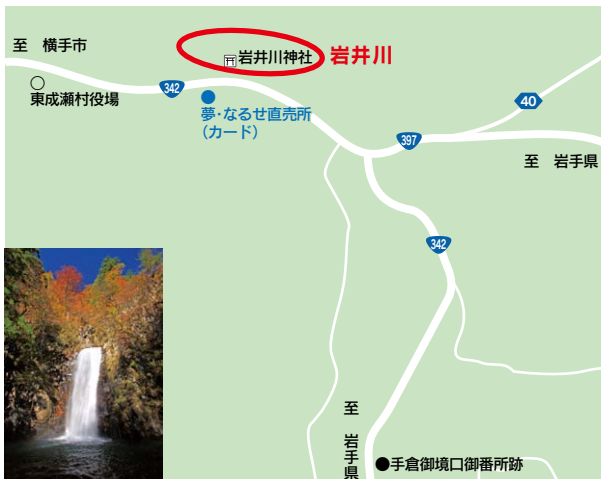 至 横手市
岩井川神社
岩井川
東成瀬村役場
342
夢・なるせ直売所
(カード)
40
397
至 岩手県
342
至 岩手県
手倉御境口御番所跡